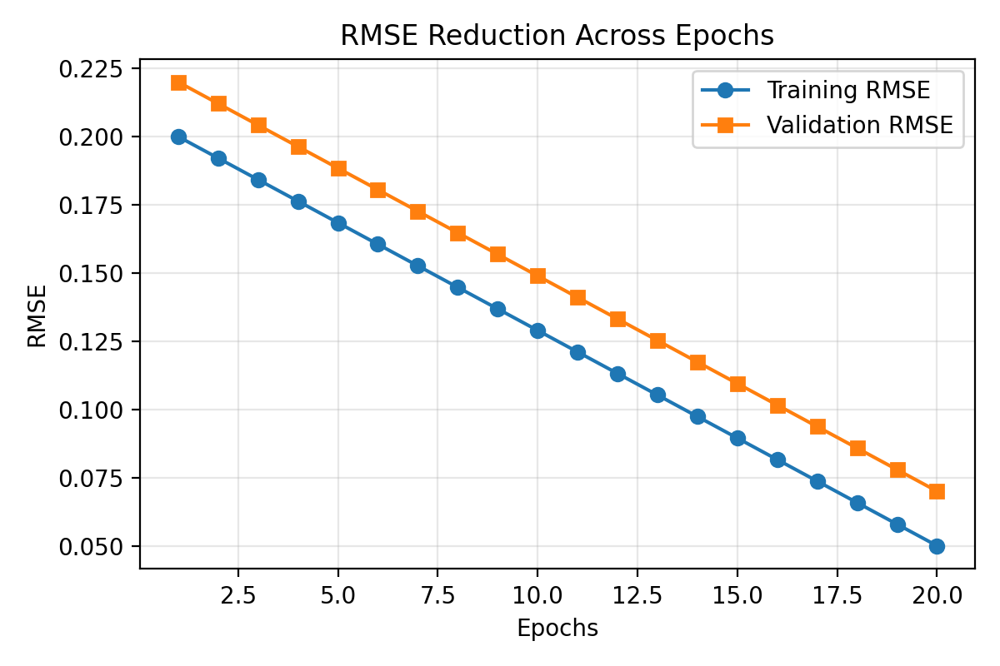 RMSE Reduction Across Epochs
0.225
0.200
0.175
0.150
0.125
0.100
0.075
0.050
RMSE
Training RMSE
Validation RMSE
2.5 5.0 7.5 10.0 12.5 15.0 17.5 20.0
Epochs